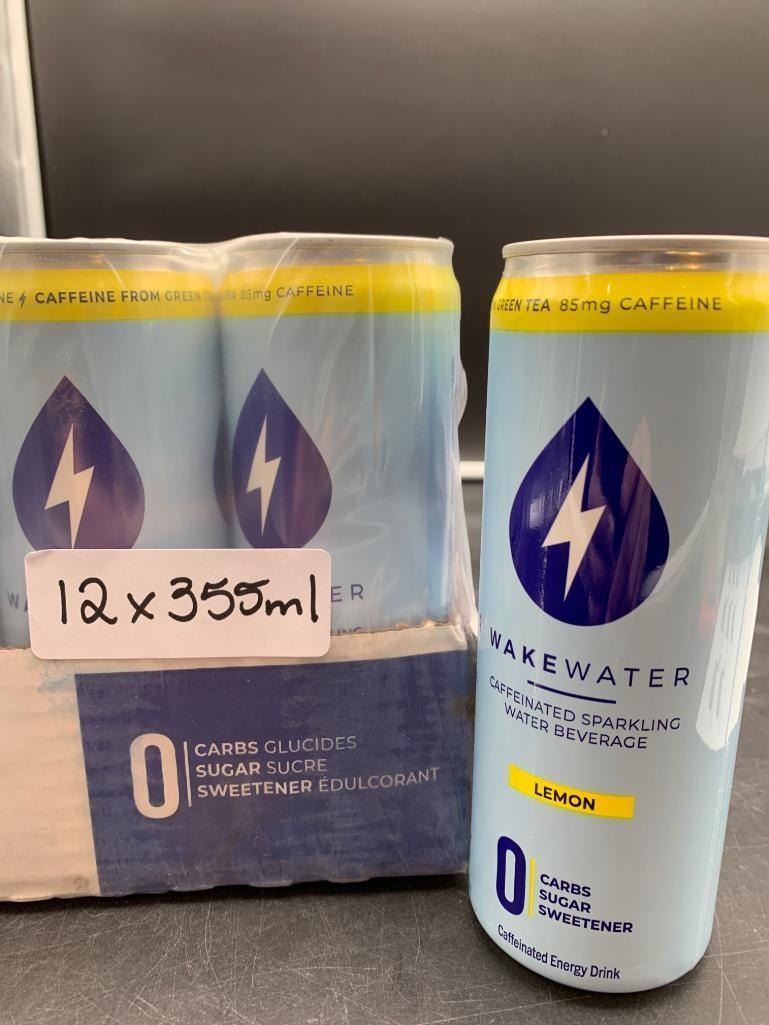 NE CAFFEINE FROM GREEN TEA
85mg CAFFEINE
12 x 355ml
ER
0 CARBS GLUCIDES
SUGAR SUCRE
SWEETENER ÉDULCORANT
GREEN TEA 85mg CAFFEINE
WAKEWATER
CAFFEINATED SPARKLING
WATER BEVERAGE
LEMON
0 CARBS
SUGAR
SWEETENER
Caffeinated Energy Drink